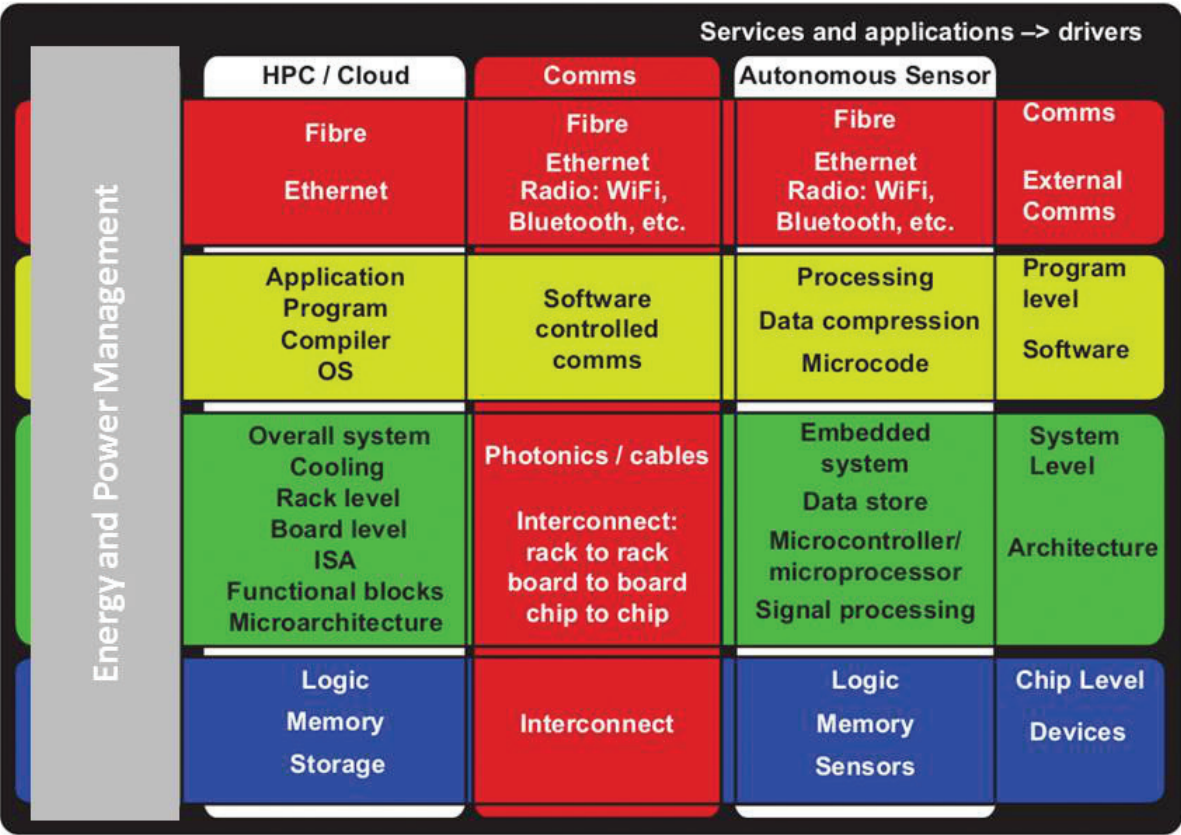 Services and applications –> drivers
Energy and Power Management
HPC / Cloud
Comms
Autonomous Sensor
Fibre
Ethernet
Fibre
Ethernet
Radio: WiFi,
Bluetooth, etc.
Fibre
Ethernet
Radio: WiFi,
Bluetooth, etc.
Comms
External
Comms
Application
Program
Compiler
OS
Software
controlled
comms
Processing
Data compression
Microcode
Program
level
Software
Overall system
Cooling
Rack level
Board level
ISA
Functional blocks
Microarchitecture
Photonics / cables
Interconnect:
rack to rack
board to board
chip to chip
Embedded
system
Data store
Microcontroller/
microprocessor
Signal processing
System
Level
Architecture
Logic
Memory
Storage
Interconnect
Logic
Memory
Sensors
Chip Level
Devices